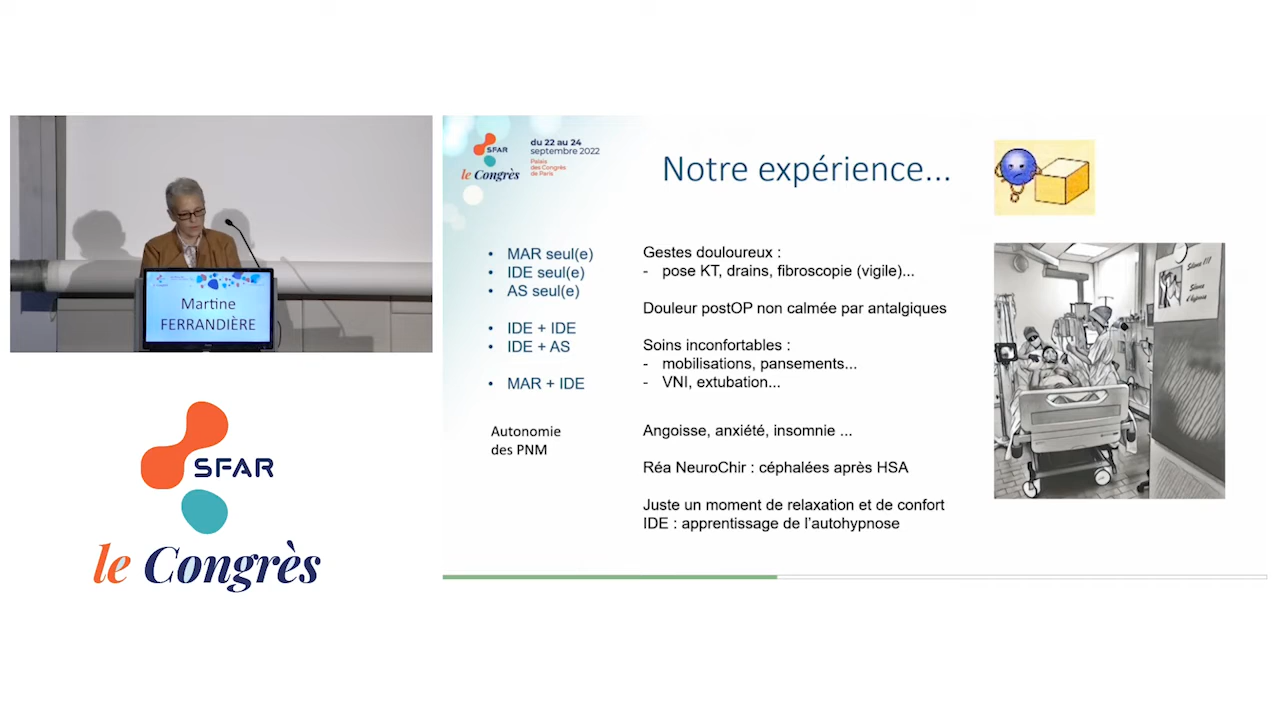 Martine
FERRANDIÈRE
SFAR
le Congrès
SFAR
le Congrès
du 22 au 24
septembre 2022
Palais
des Congrès
de Paris
Notre expérience...
• MAR seul(e)
• IDE seul(e)
• AS seul(e)
• IDE + IDE
• IDE + AS
• MAR + IDE
Autonomie
des PNM
Gestes douloureux :
- pose KT, drains, fibroscopie (vigile)...
Douleur postOP non calmée par antalgiques
Soins inconfortables :
- mobilisations, pansements...
- VNI, extubation...
Angoisse, anxiété, insomnie ...
Réa NeuroChir : céphalées après HSA
Juste un moment de relaxation et de confort
IDE : apprentissage de l'autohypnose
Silence !!!
Séance
d'hypnose